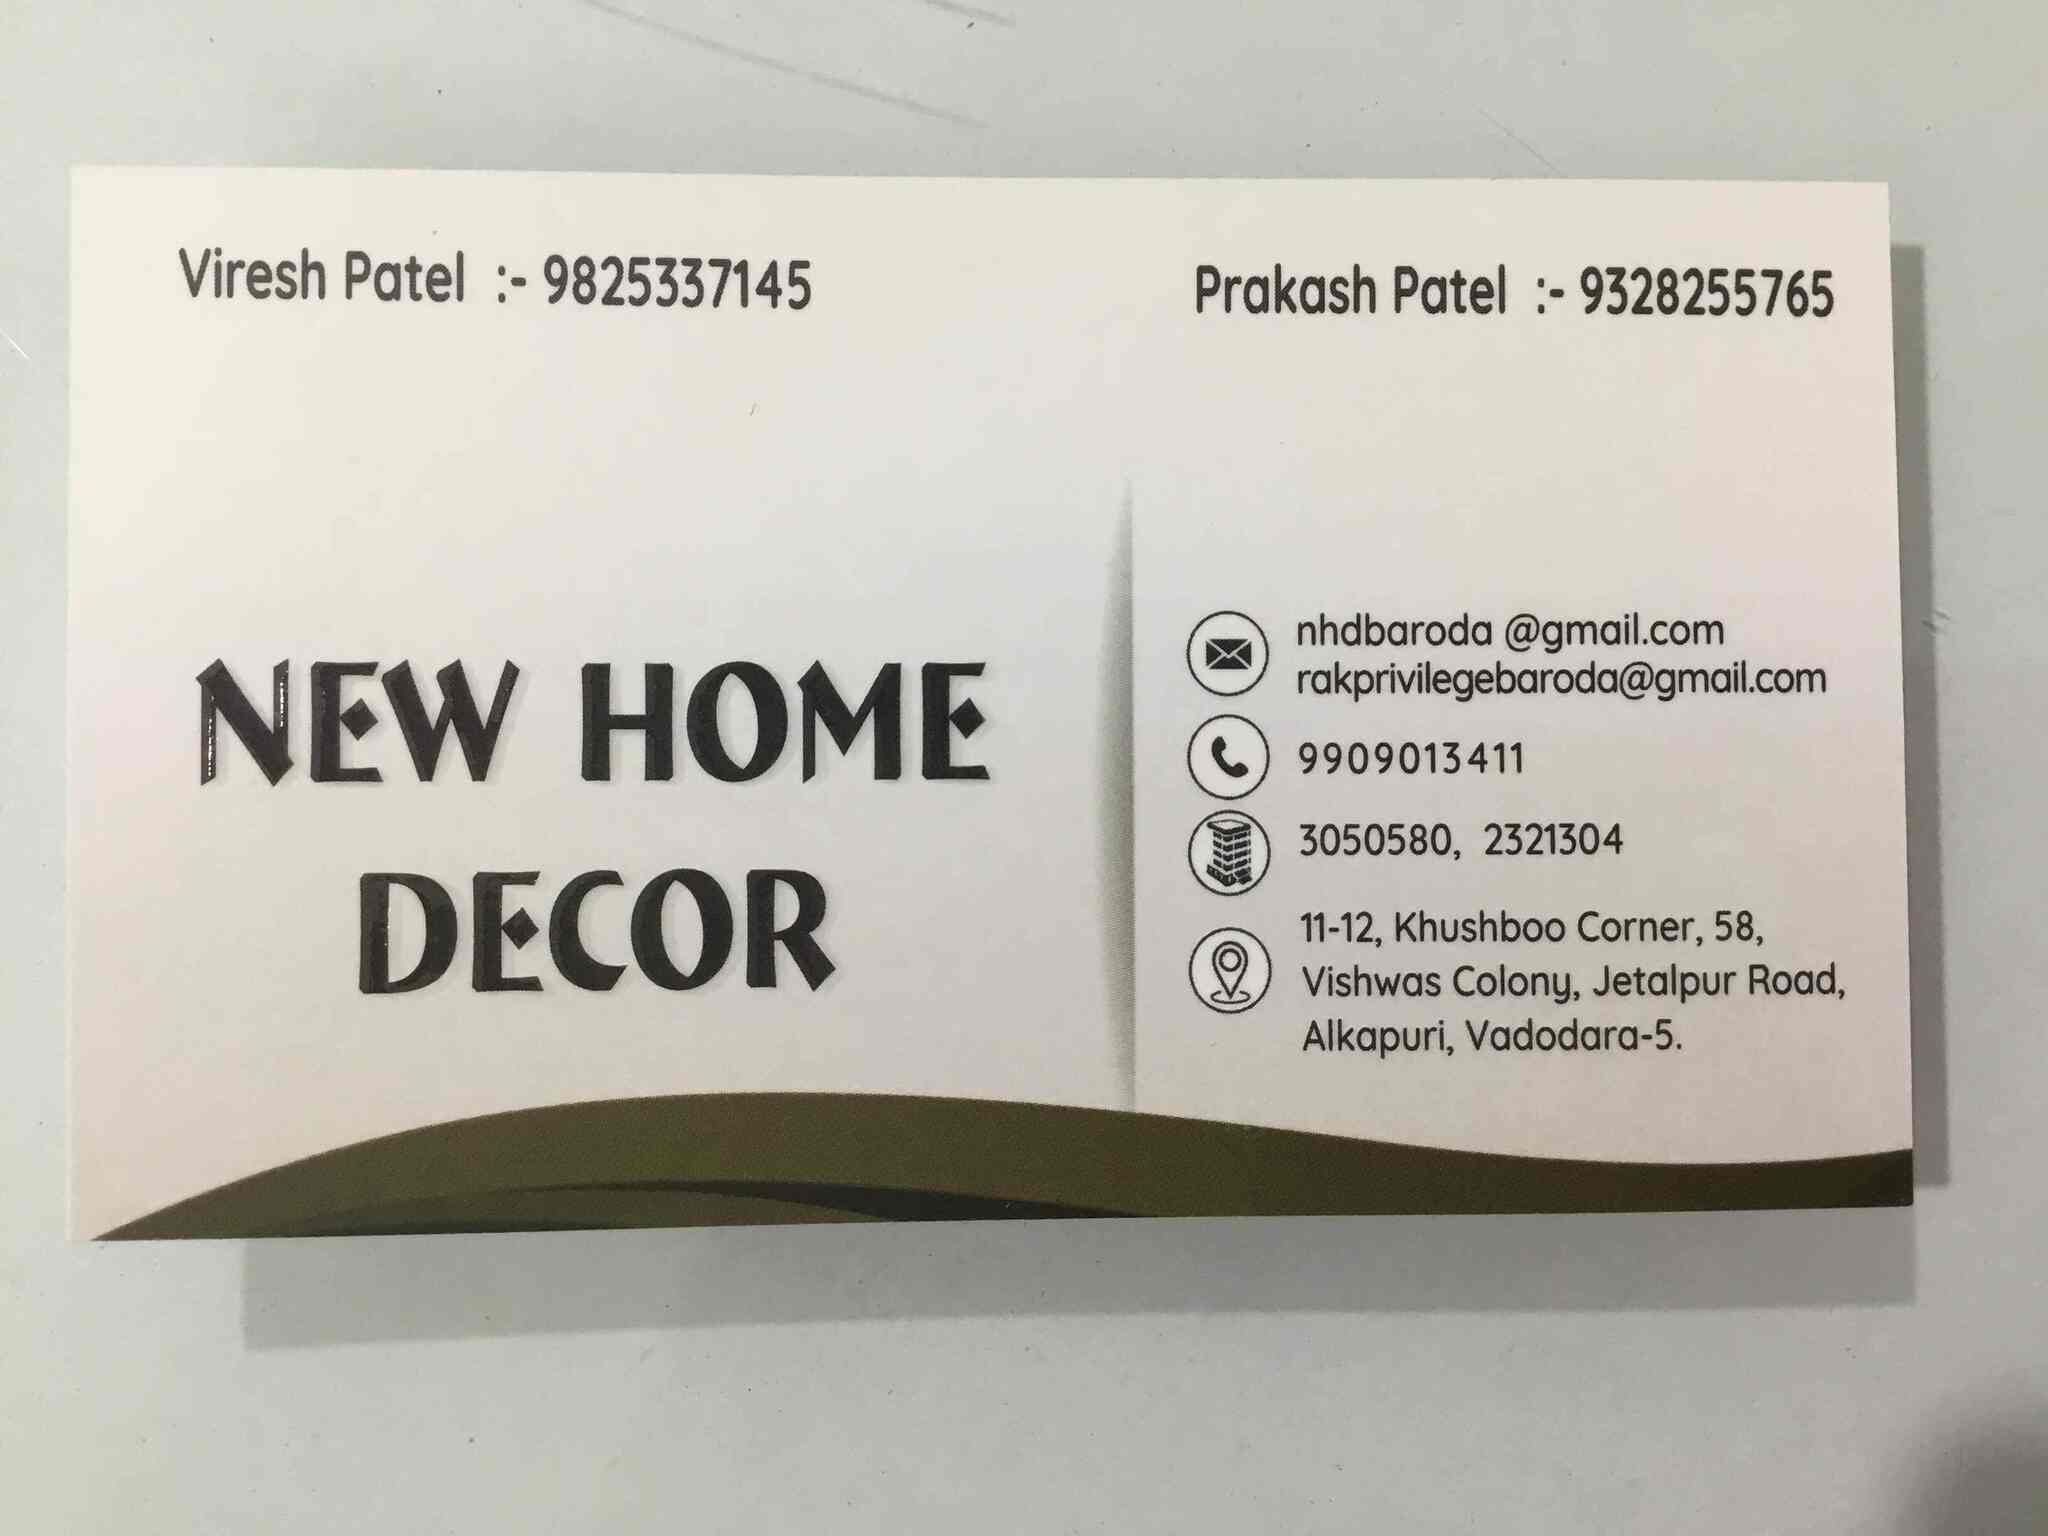 Viresh Patel :- 9825337145
Prakash Patel :- 9328255765
NEW HOME
DECOR
nhdbaroda @gmail.com
rakprivilegebaroda@gmail.com
9909013411
3050580, 2321304
11-12, Khushboo Corner, 58,
Vishwas Colony, Jetalpur Road,
Alkapuri, Vadodara-5.